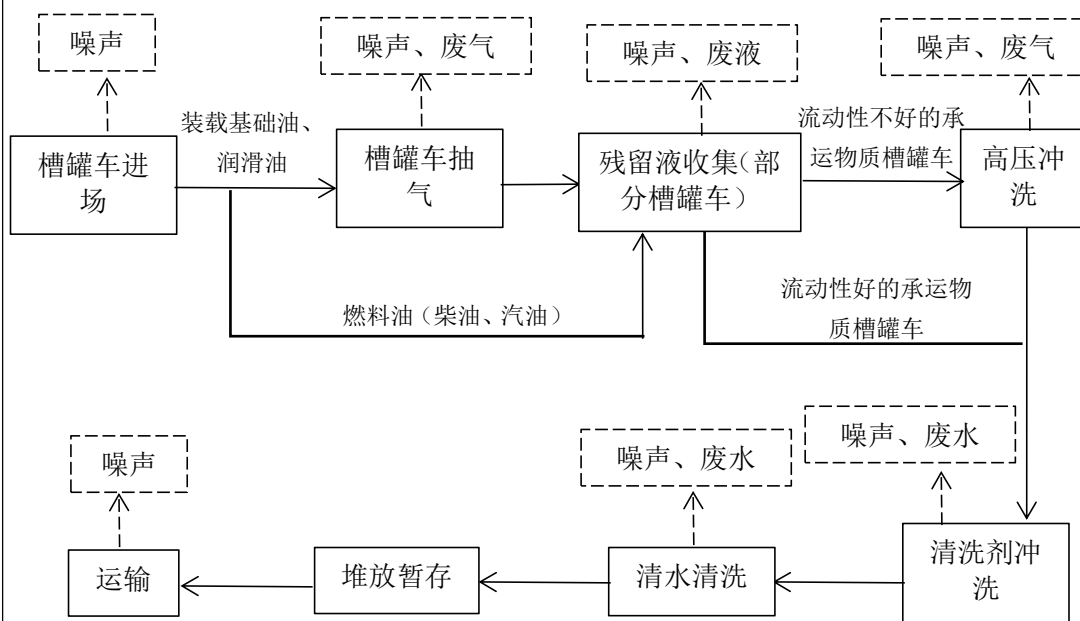 噪声
噪声、废气
噪声、废液
噪声、废气
槽罐车进
场
装载基础油、
润滑油
槽罐车抽
气
残留液收集（部
分槽罐车）
流动性不好的承
运物质槽罐车
高压冲
洗
燃料油（柴油、汽油）
流动性好的承运物
质槽罐车
噪声
噪声、废水
噪声、废水
运输
堆放暂存
清水清洗
清洗剂冲
洗